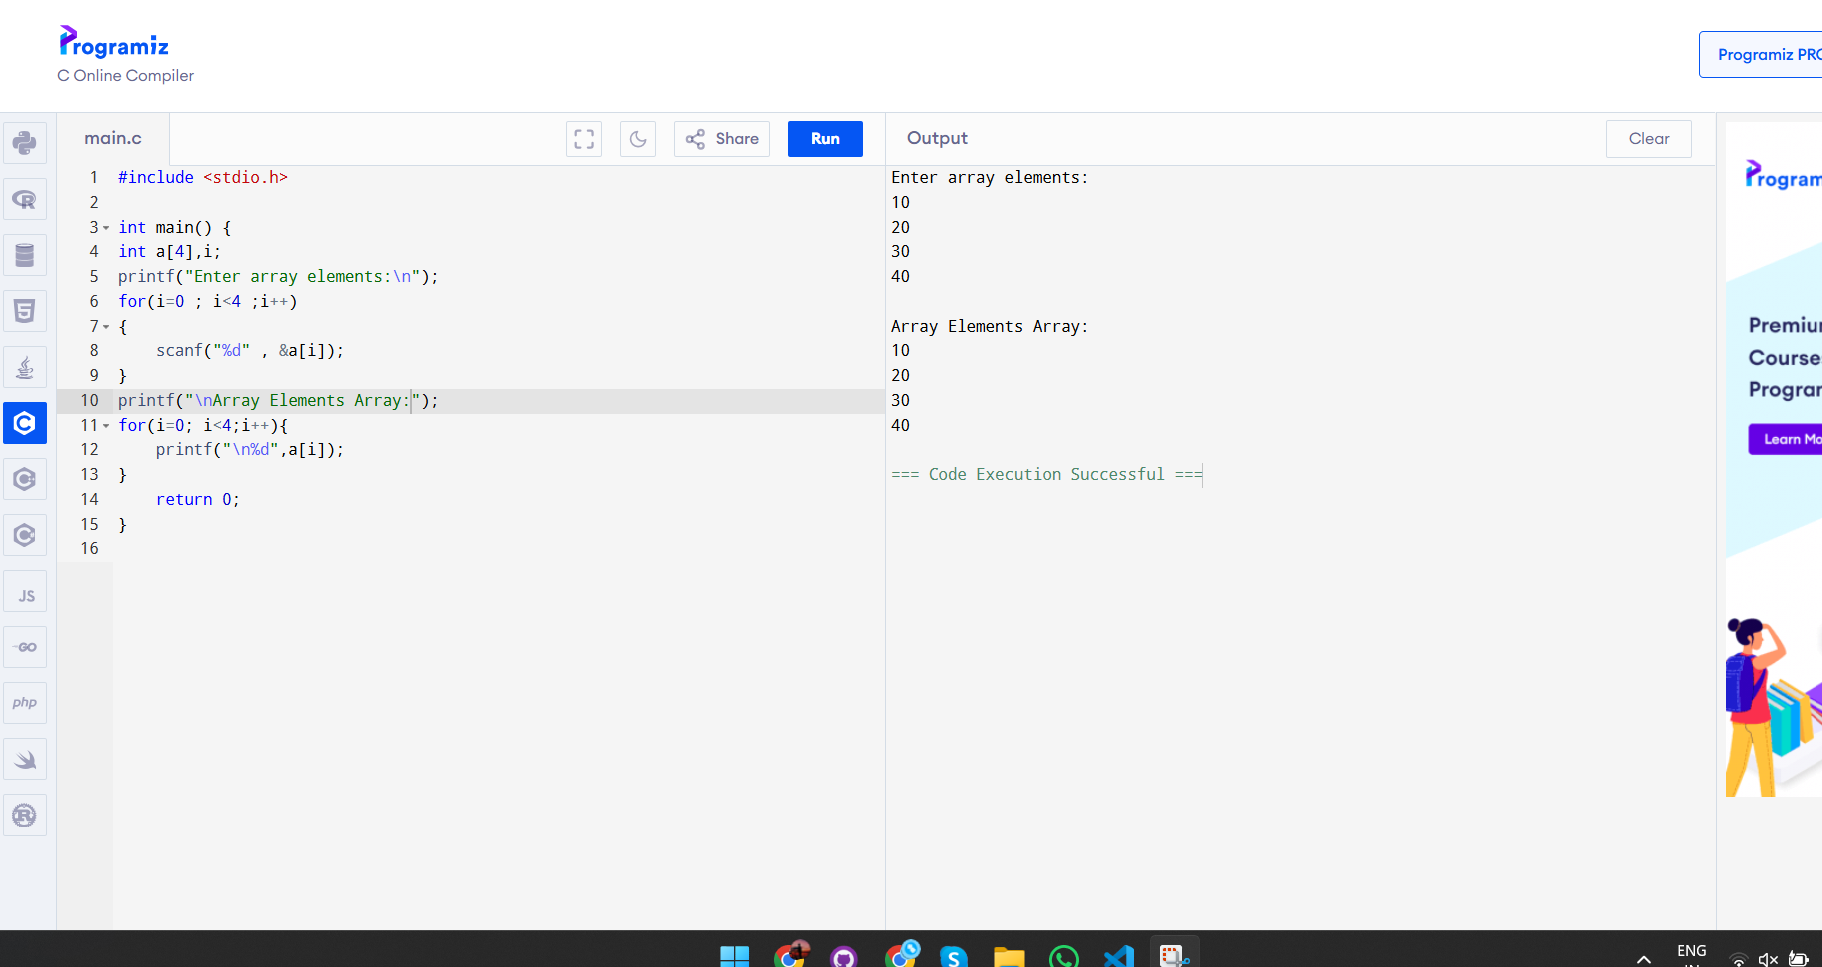 Programiz
C Online Compiler
Programiz PRO
main.c
Share
Run
Output
Clear
1 #include <stdio.h>
2
3 int main() {
4 int a[4],i;
5 printf("Enter array elements:\n");
6 for(i=0 ; i<4 ;i++)
7 {
8     scanf("%d" , &a[i]);
9 }
10 printf("\nArray Elements Array:");
11 for(i=0; i<4;i++){
12     printf("\n%d",a[i]);
13 }
14     return 0;
15 }
16
Enter array elements:
10
20
30
40
Array Elements Array:
10
20
30
40
=== Code Execution Successful ===
Program
Premiu
Course
Progra
Learn Mo
JS
GO
php
ENG